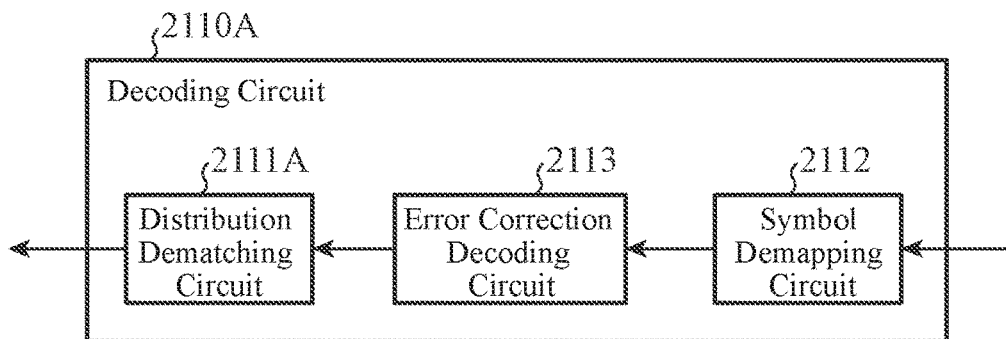 2110A
Decoding Circuit
2111A
2113
2112
Distribution
Dematching
Circuit
Error Correction
Decoding
Circuit
Symbol
Demapping
Circuit